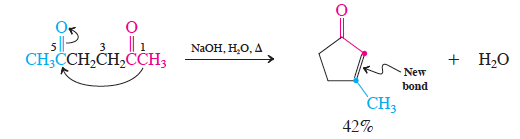 O O O
5 3 1
CH₃CCH₂CH₂CCH₃ NaOH, H₂O, Δ + H₂O
New
bond
CH₃
42%